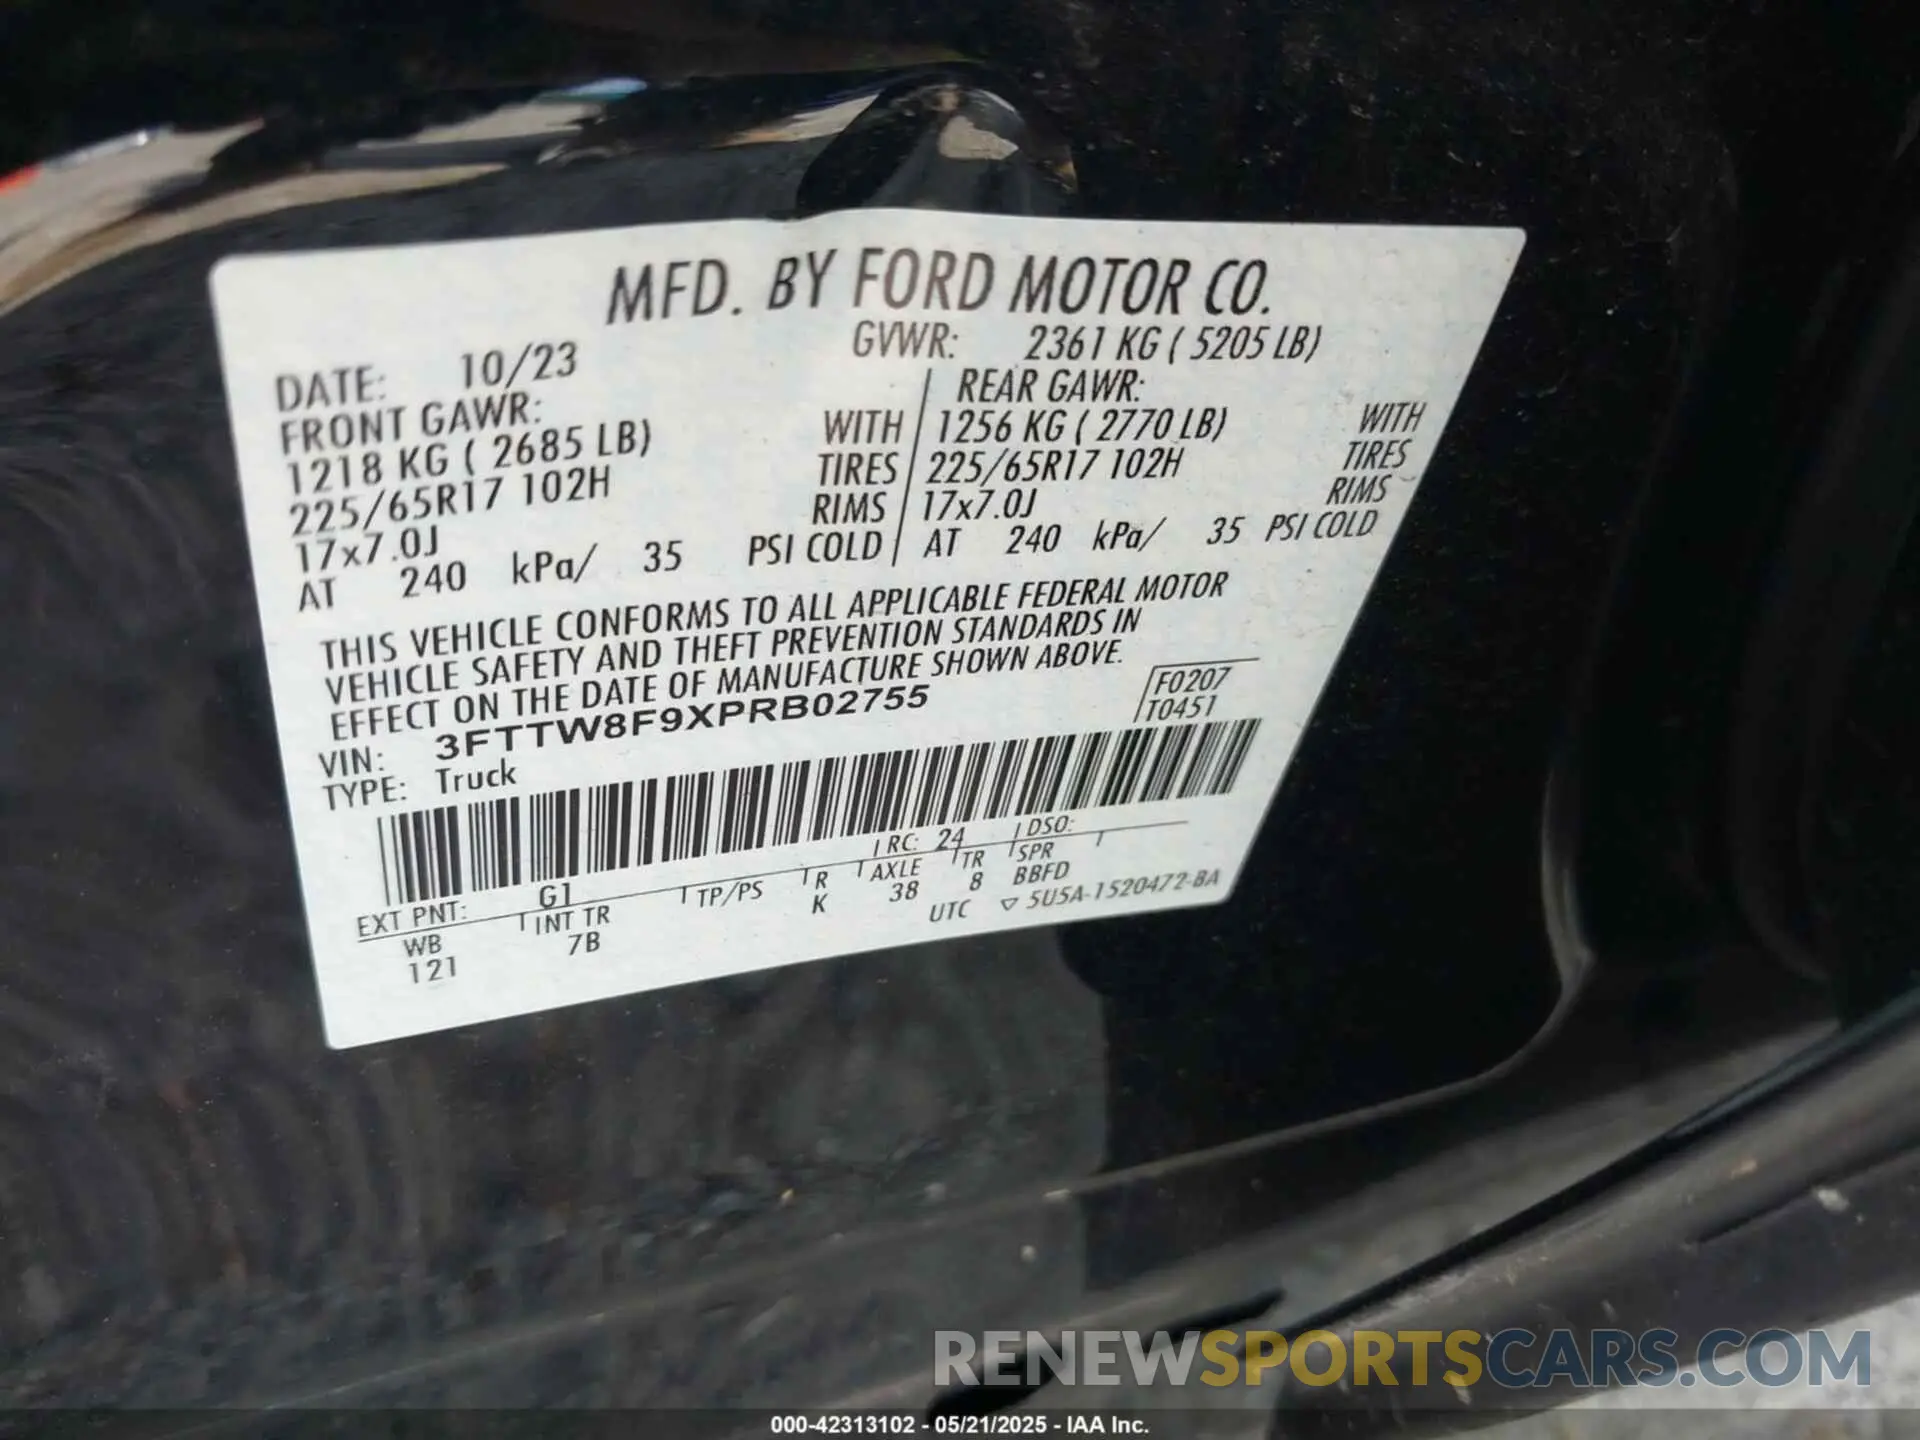 MFD. BY FORD MOTOR CO.
DATE: 10/23 GVWR: 2361 KG ( 5205 LB)
FRONT GAWR: REAR GAWR:
1218 KG ( 2685 LB) WITH 1256 KG ( 2770 LB) WITH
225/65R17 102H TIRES 225/65R17 102H TIRES
17x7.0J RIMS 17x7.0J RIMS
AT 240 kPa/ 35 PSI COLD AT 240 kPa/ 35 PSI COLD
THIS VEHICLE CONFORMS TO ALL APPLICABLE FEDERAL MOTOR
VEHICLE SAFETY AND THEFT PREVENTION STANDARDS IN
EFFECT ON THE DATE OF MANUFACTURE SHOWN ABOVE.
VIN: 3FTTW8F9XPRB02755 F0207
TYPE: Truck T0451
EXT PNT: G1 RC: 24 DSO:
WB INT TR TP/PS R AXLE TR SPR
121 7B K 38 8 BBFD
UTC ▽ 5U5A-1520472-BA
RENEWSPORTSCARS.COM
000-42313102 - 05/21/2025 - IAA Inc.